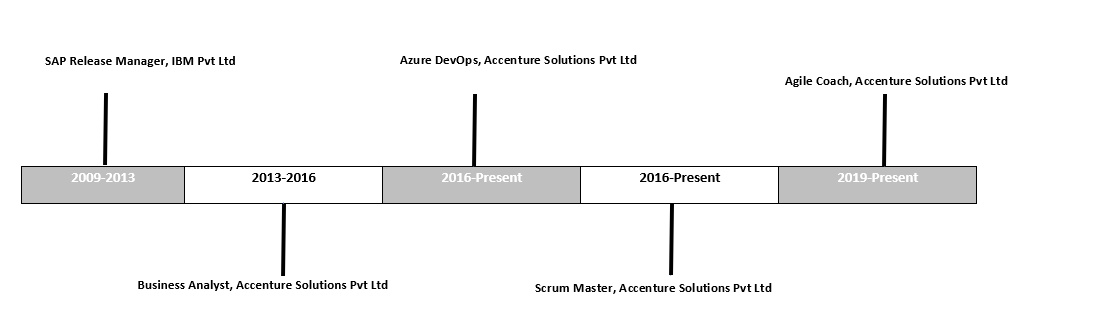 SAP Release Manager, IBM Pvt Ltd
Azure DevOps, Accenture Solutions Pvt Ltd
Agile Coach, Accenture Solutions Pvt Ltd
2009-2013
2013-2016
2016-Present
2016-Present
2019-Present
Business Analyst, Accenture Solutions Pvt Ltd
Scrum Master, Accenture Solutions Pvt Ltd